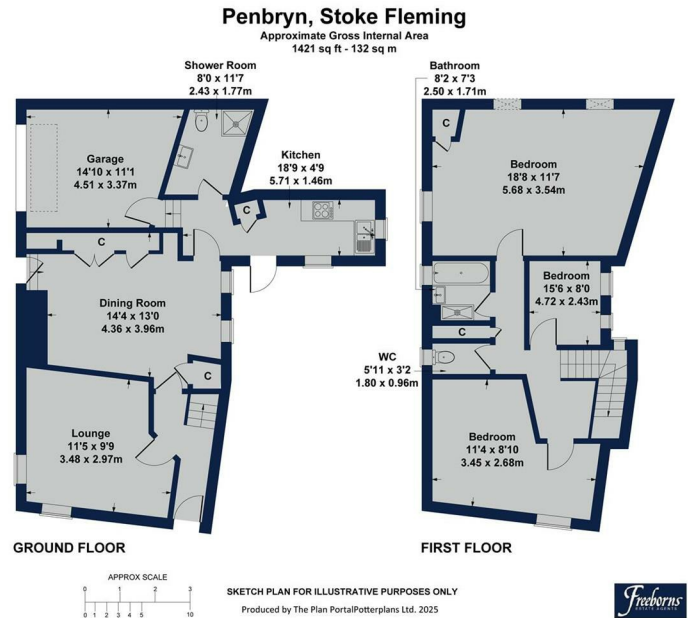 Penbryn, Stoke Fleming
Approximate Gross Internal Area
1421 sq ft - 132 sq m
Shower Room
8'0 x 11'7
2.43 x 1.77m
Garage
14'10 x 11'1
4.51 x 3.37m
Kitchen
18'9 x 4'9
5.71 x 1.46m
C
C
Dining Room
14'4 x 13'0
4.36 x 3.96m
C
Lounge
11'5 x 9'9
3.48 x 2.97m
GROUND FLOOR
Bathroom
8'2 x 7'3
2.50 x 1.71m
C
Bedroom
18'8 x 11'7
5.68 x 3.54m
Bedroom
15'6 x 8'0
4.72 x 2.43m
C
WC
5'11 x 3'2
1.80 x 0.96m
Bedroom
11'4 x 8'10
3.45 x 2.68m
FIRST FLOOR
APPROX SCALE
0 1 2 3
0 1 2 3 4 5 10
SKETCH PLAN FOR ILLUSTRATIVE PURPOSES ONLY
Produced by The Plan PortalPotterplans Ltd. 2025
Freeborns
ESTATE AGENTS